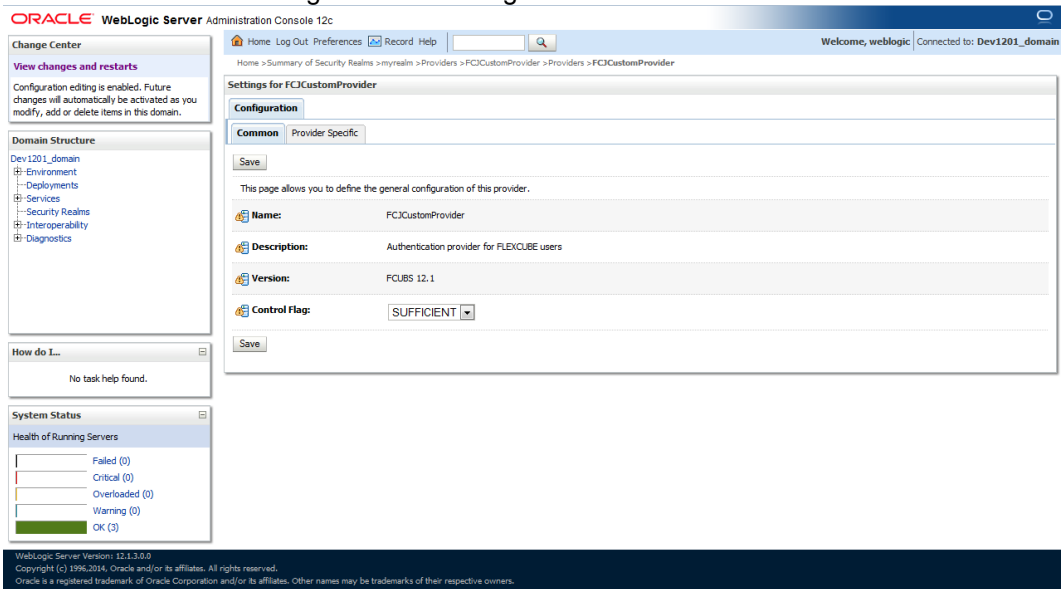 ORACLE WebLogic Server Administration Console 12c
Change Center
View changes and restarts
Configuration editing is enabled. Future
changes will automatically be activated as you
modify, add or delete items in this domain.
Domain Structure
Dev1201_domain
Environment
Deployments
Services
Security Realms
Interoperability
Diagnostics
How do I...
No task help found.
System Status
Health of Running Servers
Failed (0)
Critical (0)
Overloaded (0)
Warning (0)
OK (3)
Home Log Out Preferences Record Help
Welcome, weblogic Connected to: Dev1201_domain
Home >Summary of Security Realms >myrealm >Providers >FCJCustomProvider >Providers >FCJCustomProvider
Settings for FCJCustomProvider
Configuration
Common Provider Specific
Save
This page allows you to define the general configuration of this provider.
Name: FCJCustomProvider
Description: Authentication provider for FLEXCUBE users
Version: FCUBS 12.1
Control Flag: SUFFICIENT
Save
WebLogic Server Version: 12.1.3.0.0
Copyright (c) 1996,2014, Oracle and/or its affiliates. All rights reserved.
Oracle is a registered trademark of Oracle Corporation and/or its affiliates. Other names may be trademarks of their respective owners.